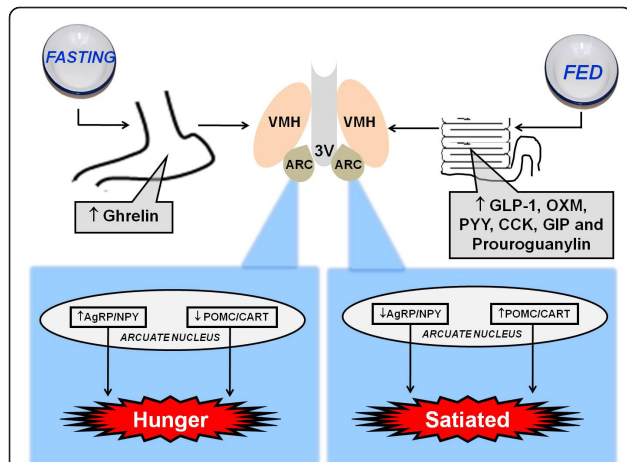 FASTING
FED
VMH
VMH
3V
ARC
ARC
↑ Ghrelin
↑ GLP-1, OXM,
PYY, CCK, GIP and
Prouroguanylin
↑AgRP/NPY
↓POMC/CART
ARCUATE NUCLEUS
Hunger
↓AgRP/NPY
↑POMC/CART
ARCUATE NUCLEUS
Satiated